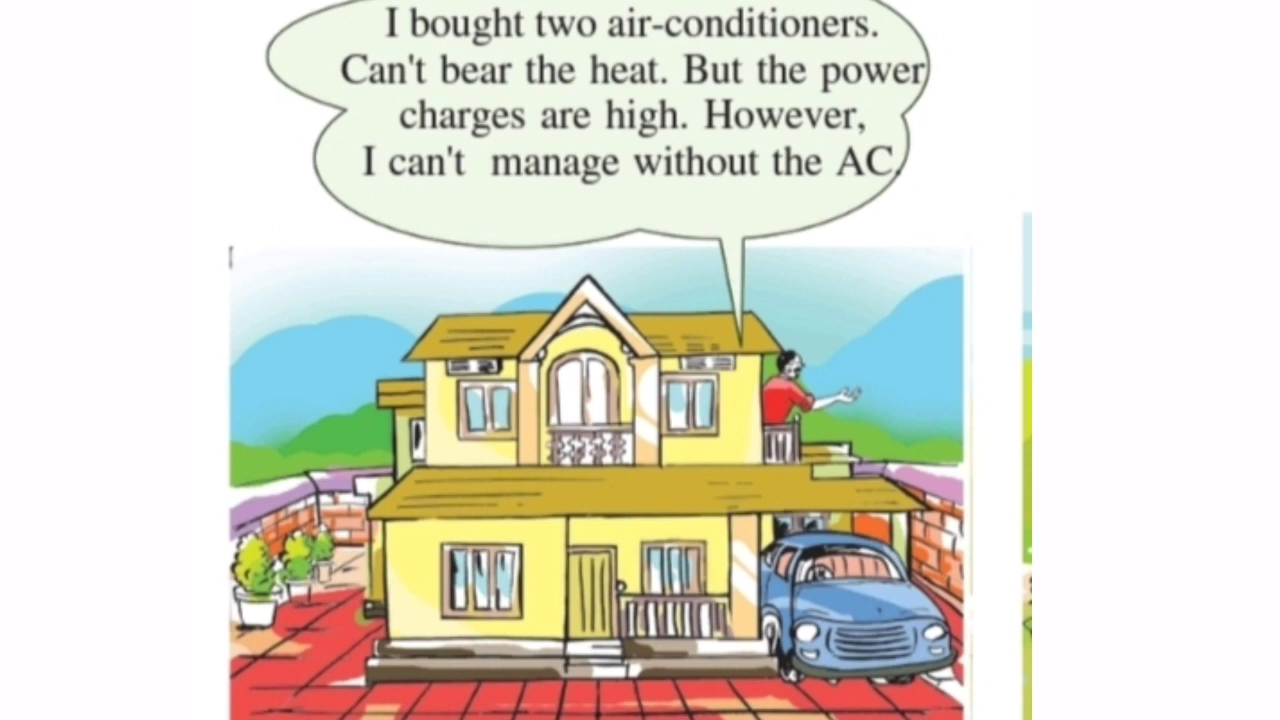 I bought two air-conditioners.
Can't bear the heat. But the power
charges are high. However,
I can't manage without the AC.